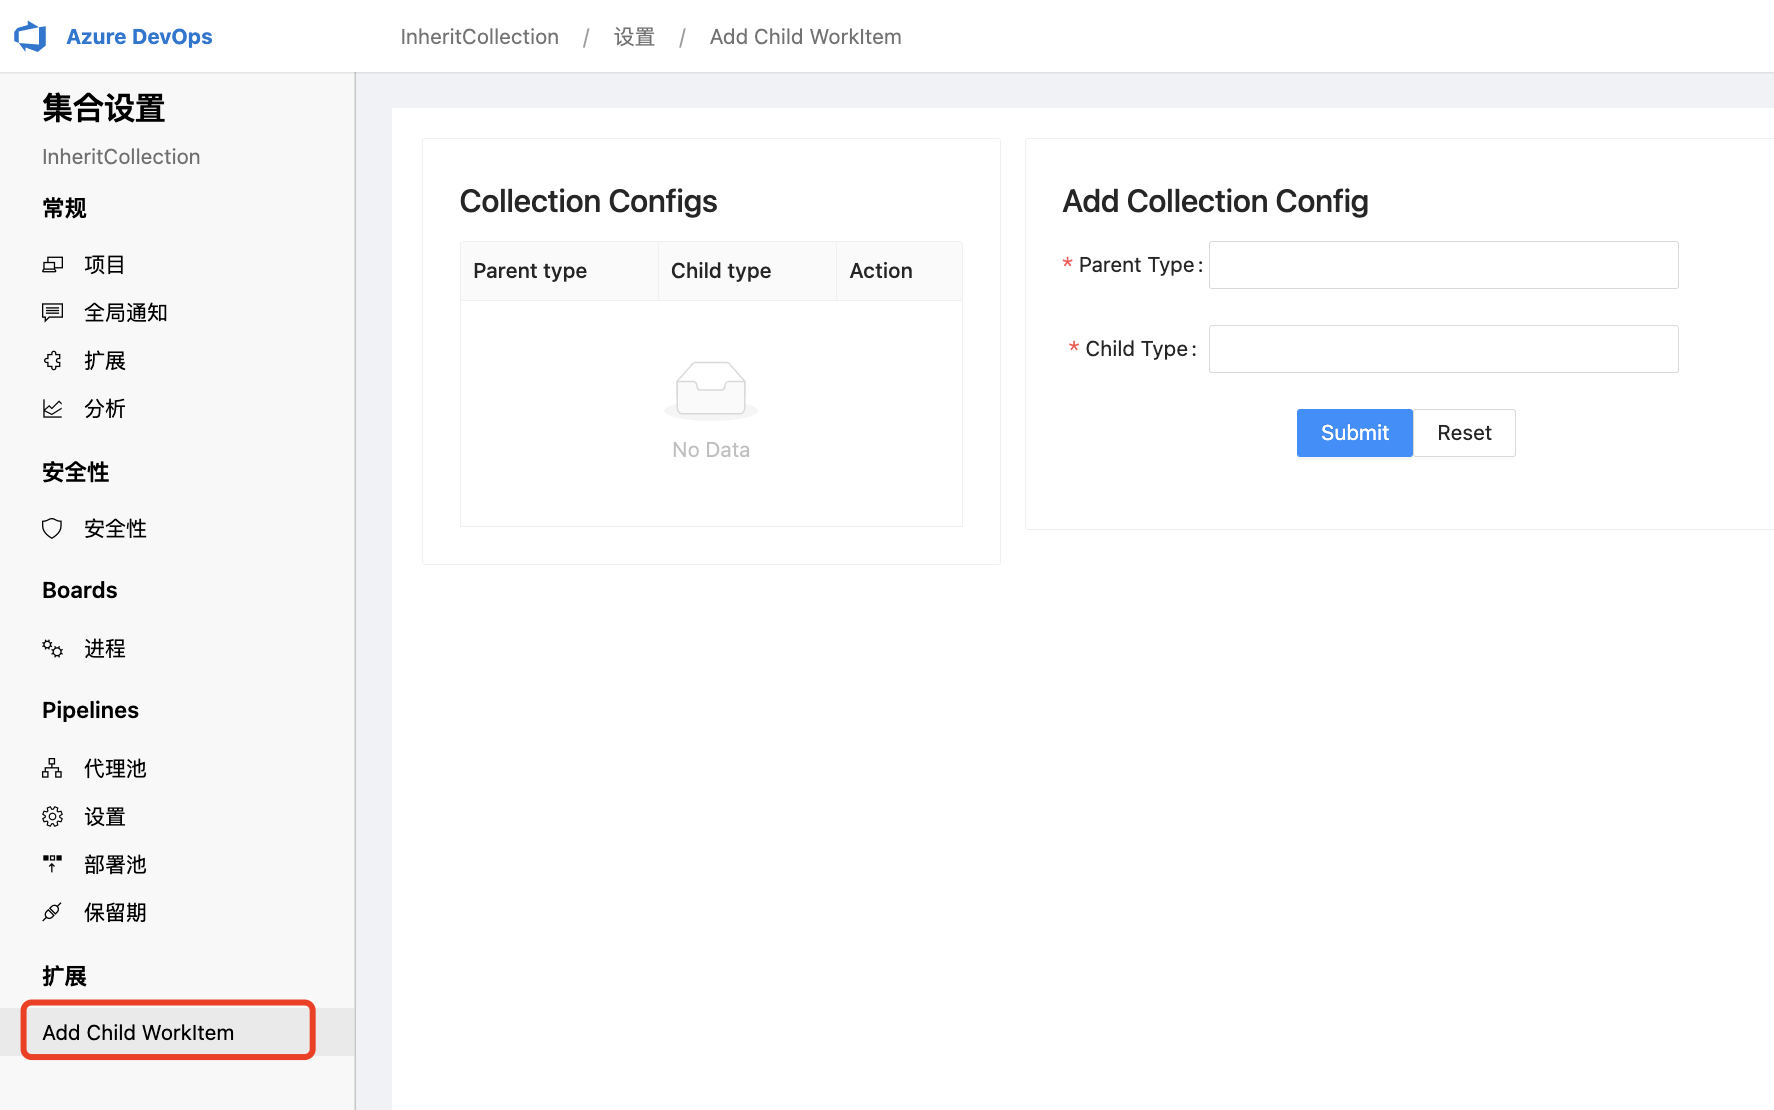 Azure DevOps
InheritCollection / 设置 / Add Child WorkItem
集合设置
InheritCollection
常规
项目
全局通知
扩展
分析
安全性
安全性
Boards
进程
Pipelines
代理池
设置
部署池
保留期
扩展
Add Child WorkItem
Collection Configs
Parent type Child type Action
No Data
Add Collection Config
* Parent Type:
* Child Type:
Submit Reset